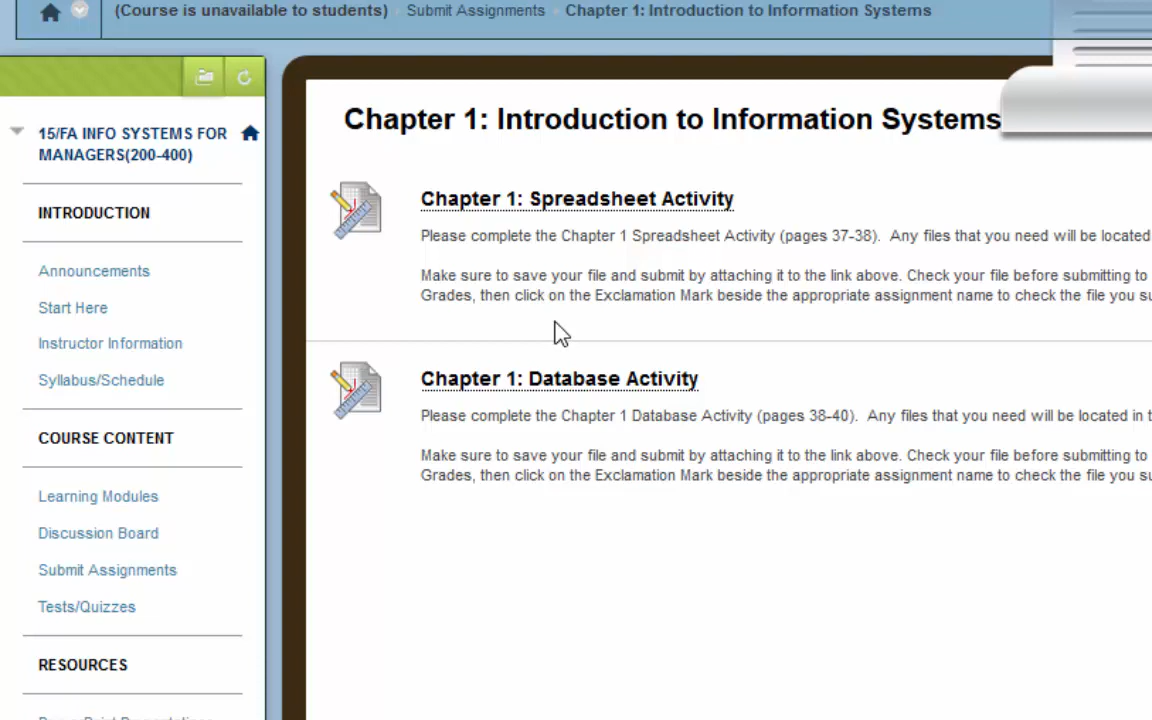 (Course is unavailable to students) Submit Assignments Chapter 1: Introduction to Information Systems
15/FA INFO SYSTEMS FOR
MANAGERS(200-400)
INTRODUCTION
Announcements
Start Here
Instructor Information
Syllabus/Schedule
COURSE CONTENT
Learning Modules
Discussion Board
Submit Assignments
Tests/Quizzes
RESOURCES
PowerPoint Presentations
Chapter 1: Introduction to Information Systems
Chapter 1: Spreadsheet Activity
Please complete the Chapter 1 Spreadsheet Activity (pages 37-38). Any files that you need will be located
Make sure to save your file and submit by attaching it to the link above. Check your file before submitting to
Grades, then click on the Exclamation Mark beside the appropriate assignment name to check the file you su
Chapter 1: Database Activity
Please complete the Chapter 1 Database Activity (pages 38-40). Any files that you need will be located in t
Make sure to save your file and submit by attaching it to the link above. Check your file before submitting to
Grades, then click on the Exclamation Mark beside the appropriate assignment name to check the file you su